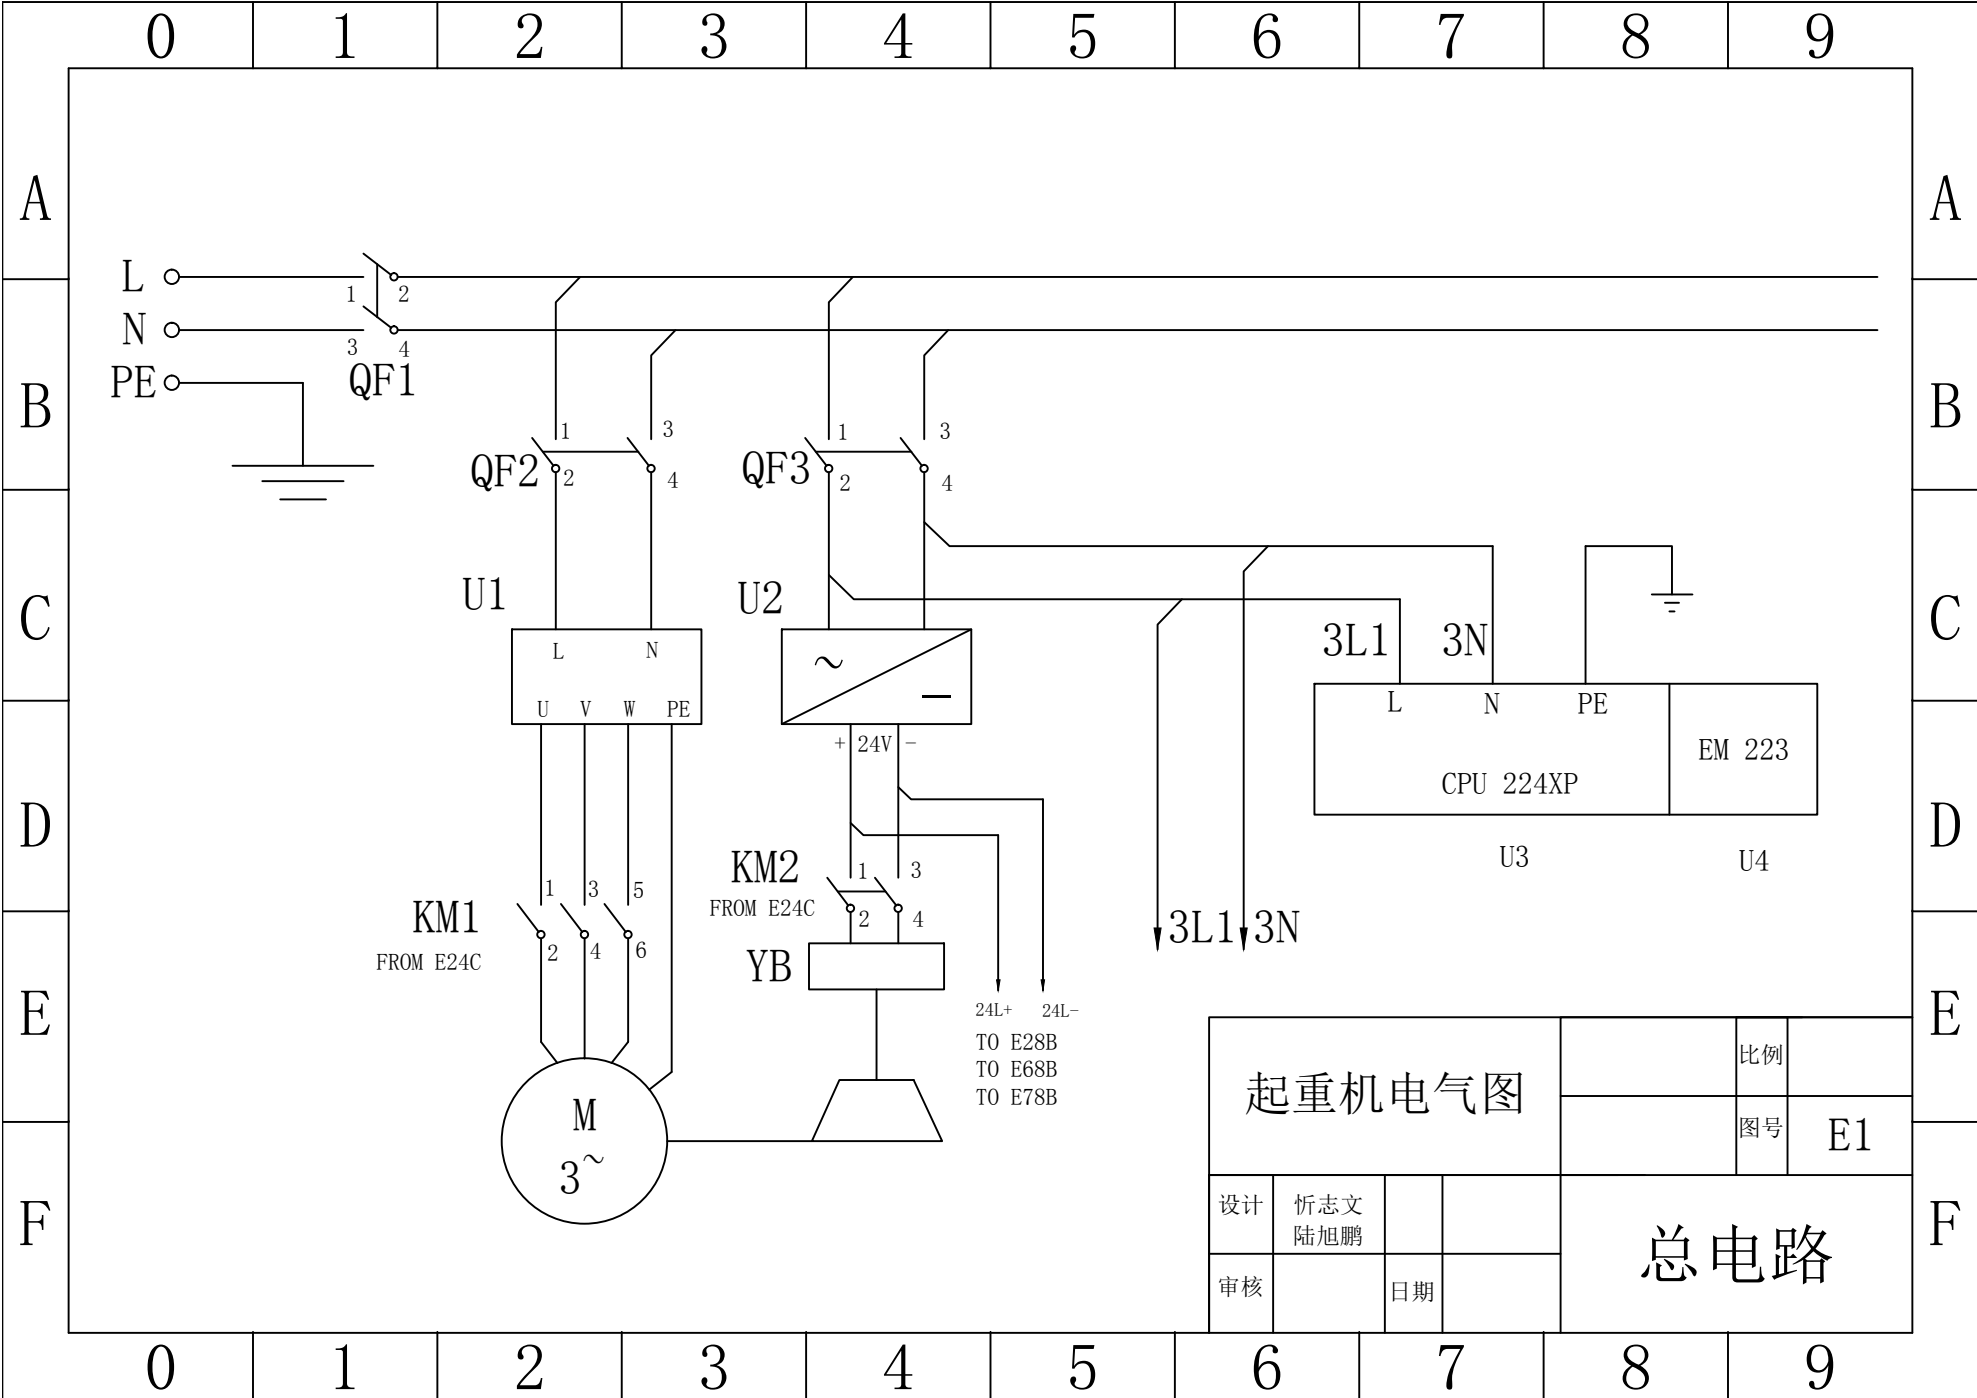 0 1 2 3 4 5 6 7 8 9
A A
L
1 2
N
3 4
PE QF1
B B
1 3 1 3
QF2 2 4 QF3 2 4
U1 U2
C C
L N
3L1 3N
U V W PE
L N PE
+ 24V -
EM 223
CPU 224XP
D D
U3 U4
KM2 1 3
FROM E24C 2 4
KM1 1 3 5
FROM E24C 2 4 6
3L1 3N
YB
24L+ 24L-
TO E28B
TO E68B
TO E78B
E E
起重机电气图
比例
图号 E1
M
3~
设计 忻志文
陆旭鹏
总电路
审核 日期
F F
0 1 2 3 4 5 6 7 8 9